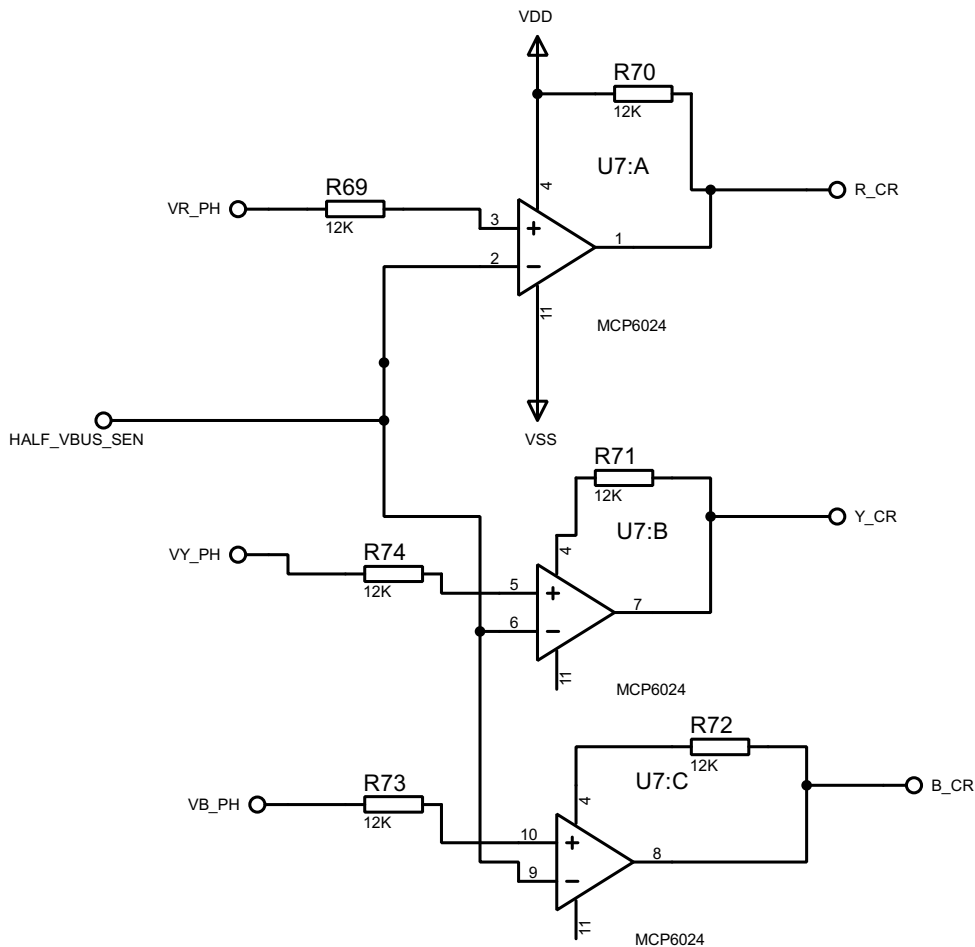 VDD
R70
12K
U7:A
4
R_CR
R69
VR_PH
12K
3
+
1
2
−
11
MCP6024
HALF_VBUS_SEN
VSS
R71
12K
Y_CR
U7:B
4
VY_PH
R74
12K
5
+
7
6
−
11
MCP6024
R72
12K
U7:C
4
B_CR
R73
VB_PH
12K
10
+
8
9
−
11
MCP6024